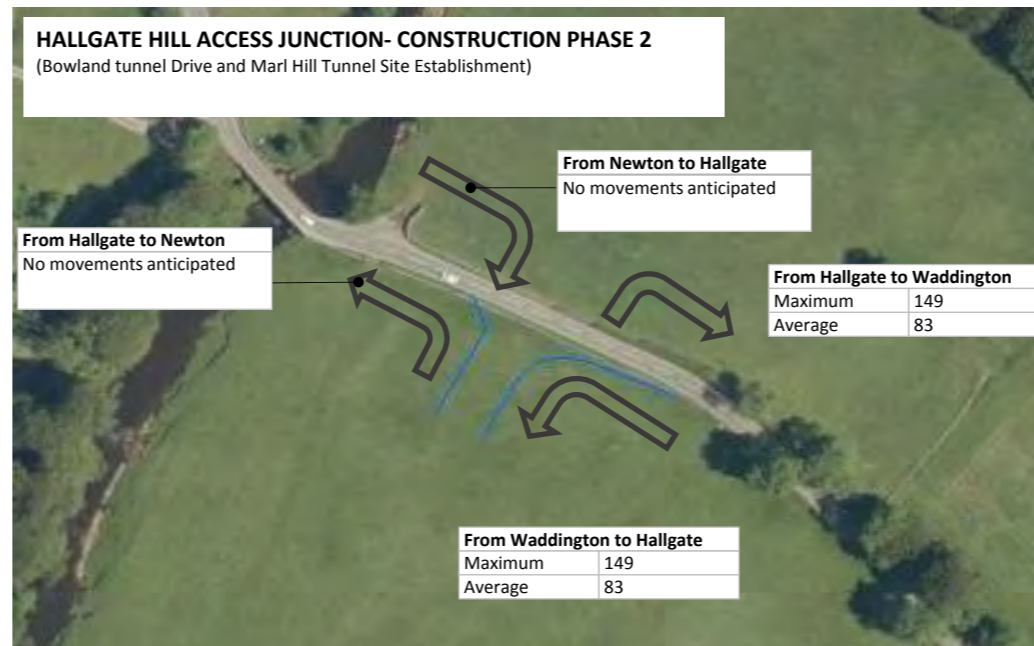 HALLGATE HILL ACCESS JUNCTION- CONSTRUCTION PHASE 2
(Bowland tunnel Drive and Marl Hill Tunnel Site Establishment)
From Newton to Hallgate
No movements anticipated
From Hallgate to Newton
No movements anticipated
From Hallgate to Waddington
Maximum 149
Average 83
From Waddington to Hallgate
Maximum 149
Average 83